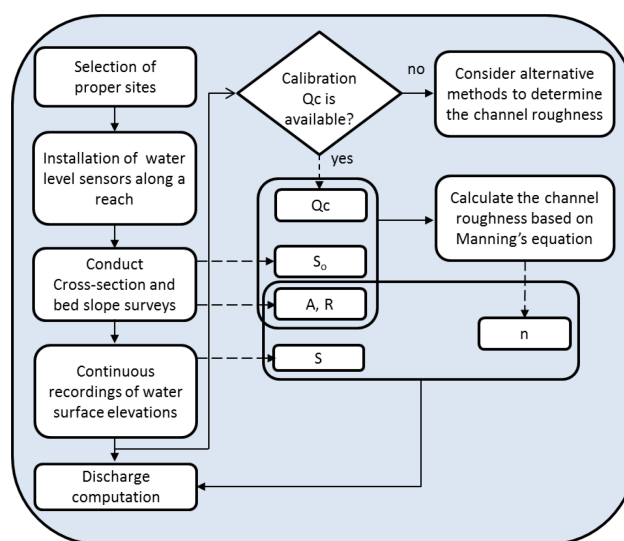 Selection of
proper sites
Installation of water
level sensors along a
reach
Conduct
Cross-section and
bed slope surveys
Continuous
recordings of water
surface elevations
Discharge
computation
Calibration
Qc is
available?
no
Consider alternative
methods to determine
the channel roughness
yes
Qc
So
A, R
S
Calculate the channel
roughness based on
Manning’s equation
n